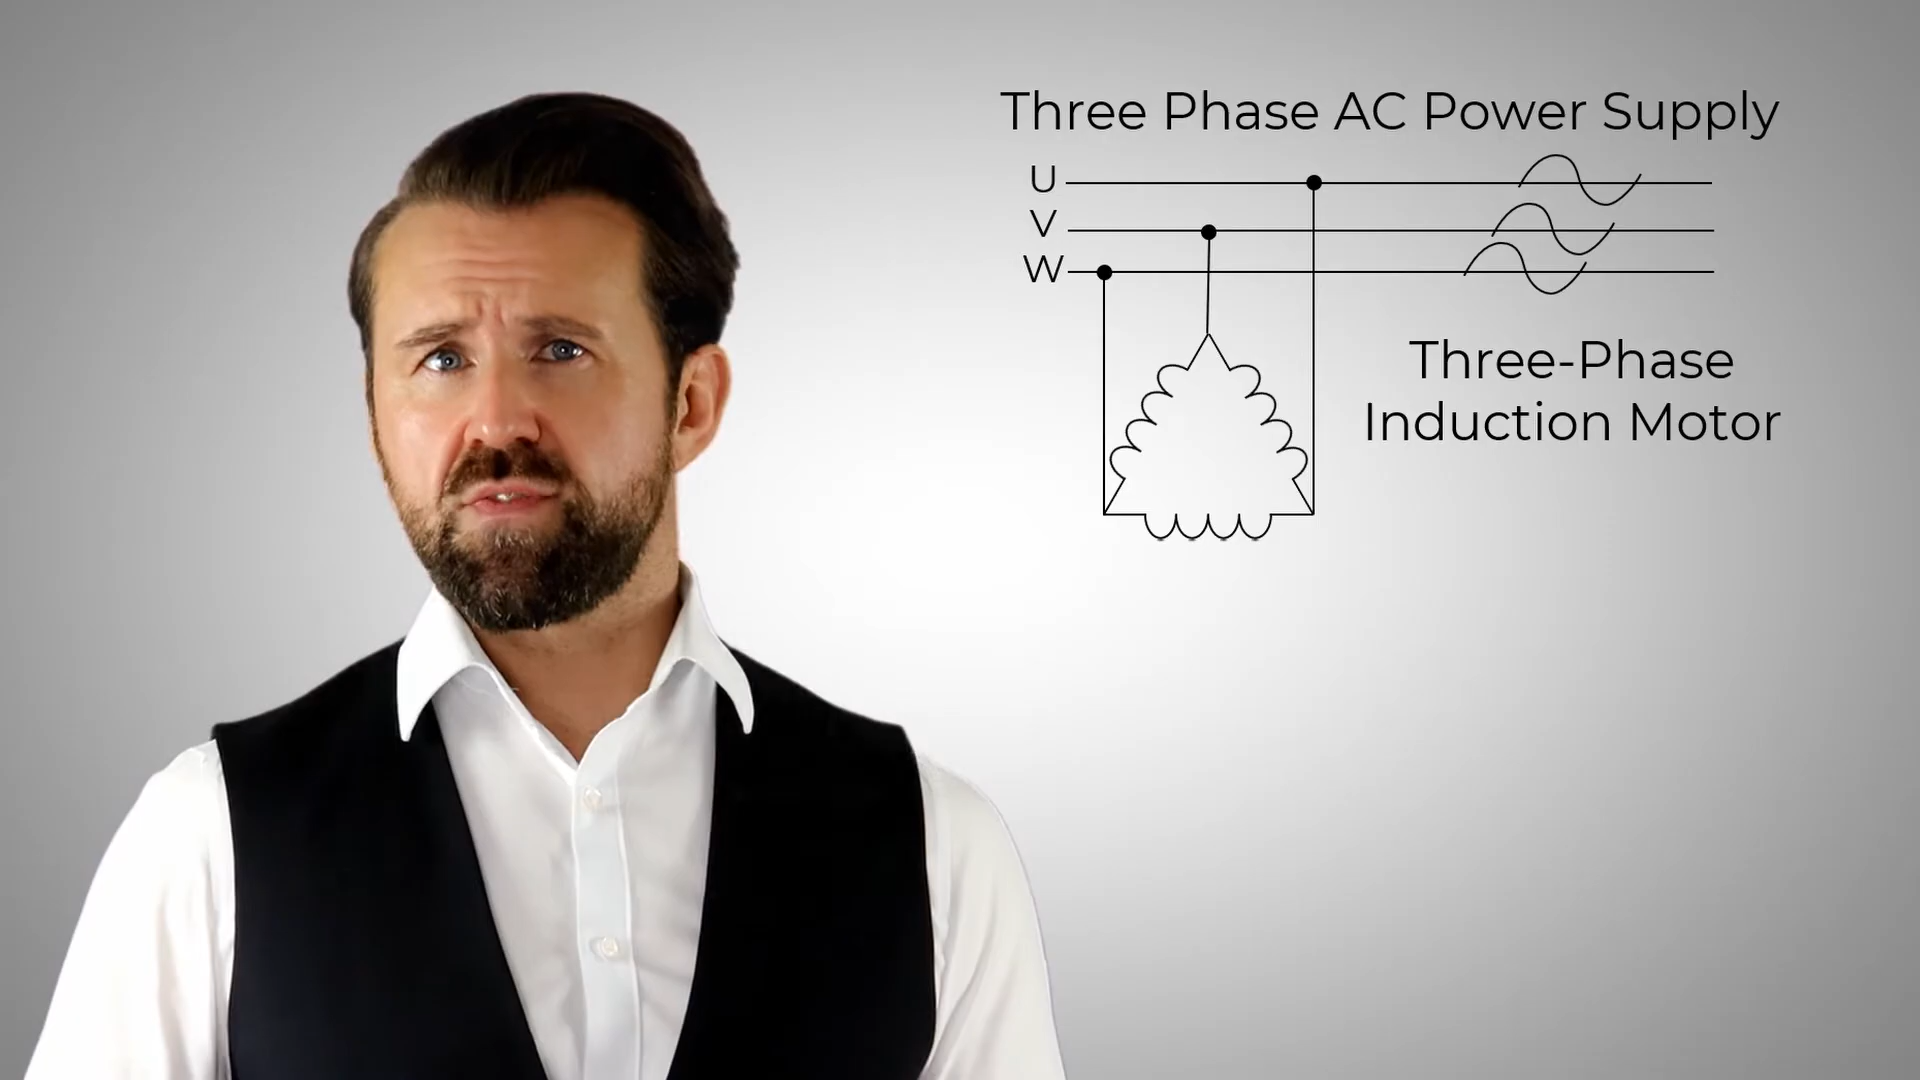 Three Phase AC Power Supply
U
V
W
Three-Phase
Induction Motor